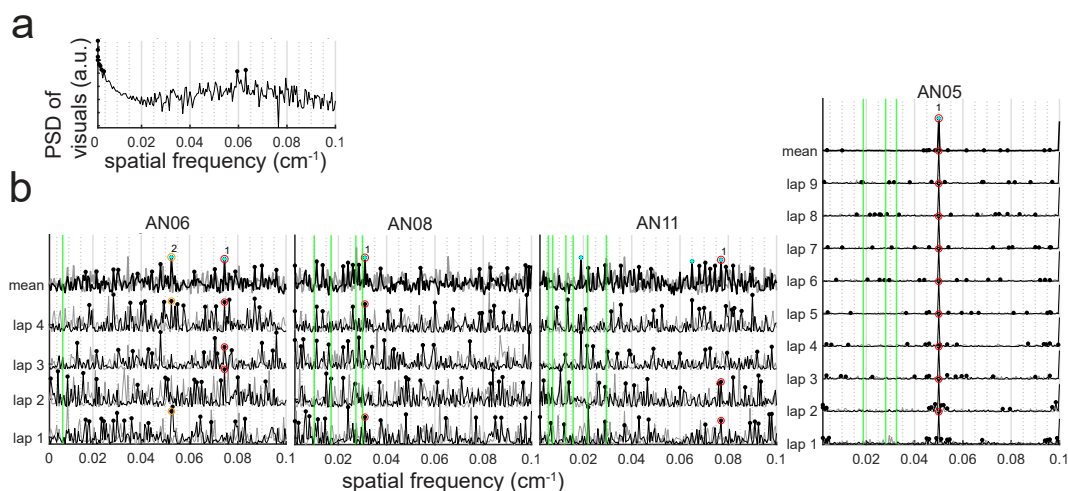 a
PSD of
visuals (a.u.)
0 0.02 0.04 0.06 0.08 0.1
spatial frequency (cm-1)
b
AN06 AN08 AN11
2 1 1 1
mean
lap 4
lap 3
lap 2
lap 1
0 0.02 0.04 0.06 0.08 0.1 0.02 0.04 0.06 0.08 0.1 0.02 0.04 0.06 0.08 0.1
spatial frequency (cm-1)
AN05
1
mean
lap 9
lap 8
lap 7
lap 6
lap 5
lap 4
lap 3
lap 2
lap 1
0.02 0.04 0.06 0.08 0.1